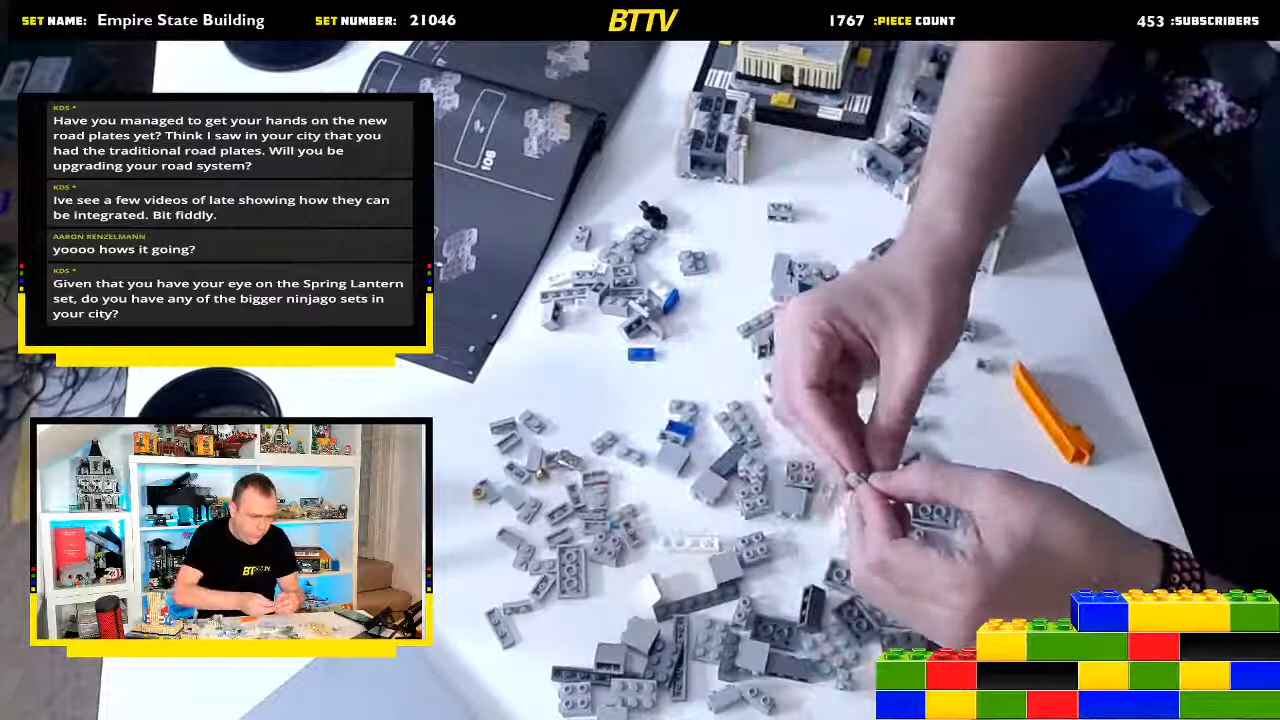 SET NAME: Empire State Building SET NUMBER: 21046 BTTV 1767 :PIECE COUNT 453 :SUBSCRIBERS
KDS *
Have you managed to get your hands on the new
road plates yet? Think I saw in your city that you
had the traditional road plates. Will you be
upgrading your road system?
KDS *
Ive see a few videos of late showing how they can
be integrated. Bit fiddly.
AARON RENZELMANN
yoooo hows it going?
KDS *
Given that you have your eye on the Spring Lantern
set, do you have any of the bigger ninjago sets in
your city?
106